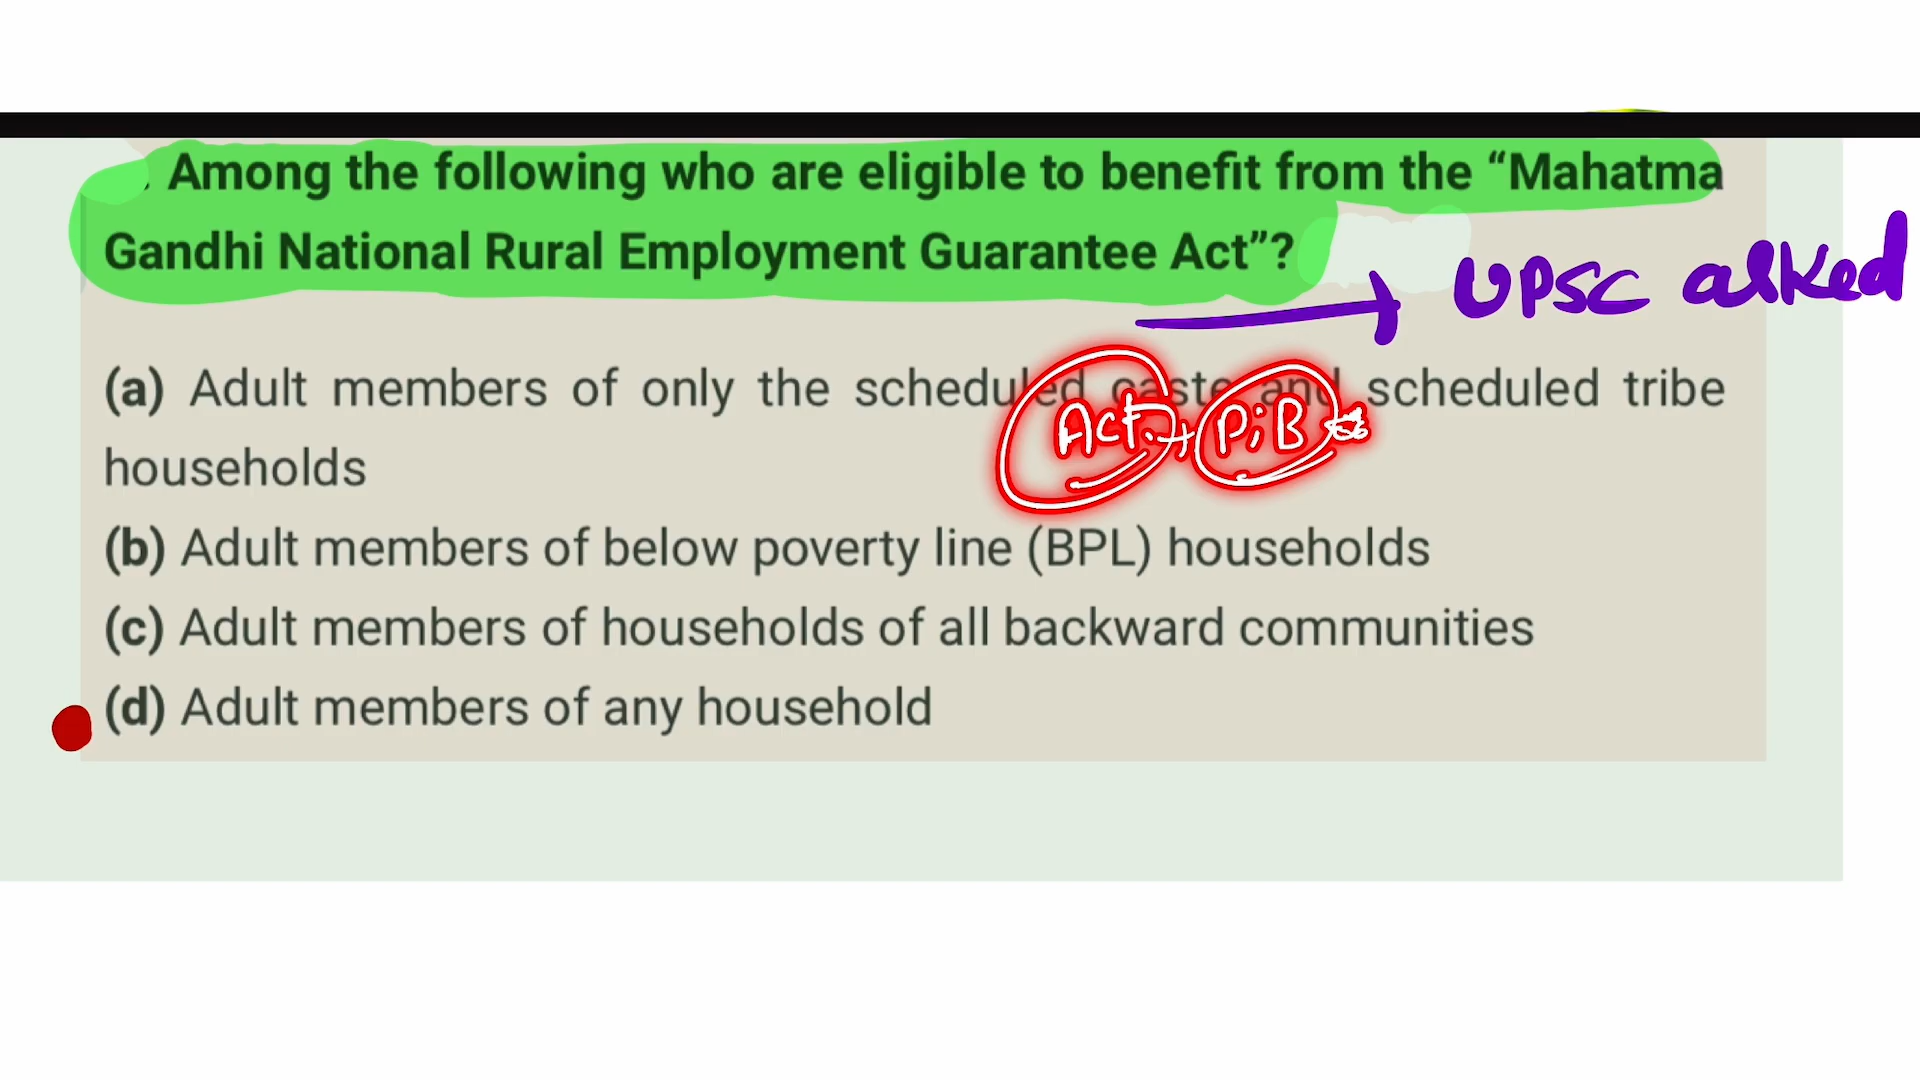 Among the following who are eligible to benefit from the “Mahatma
Gandhi National Rural Employment Guarantee Act”?
UPSC asked
(a) Adult members of only the scheduled caste and scheduled tribe
households
Act. + PiB
(b) Adult members of below poverty line (BPL) households
(c) Adult members of households of all backward communities
(d) Adult members of any household